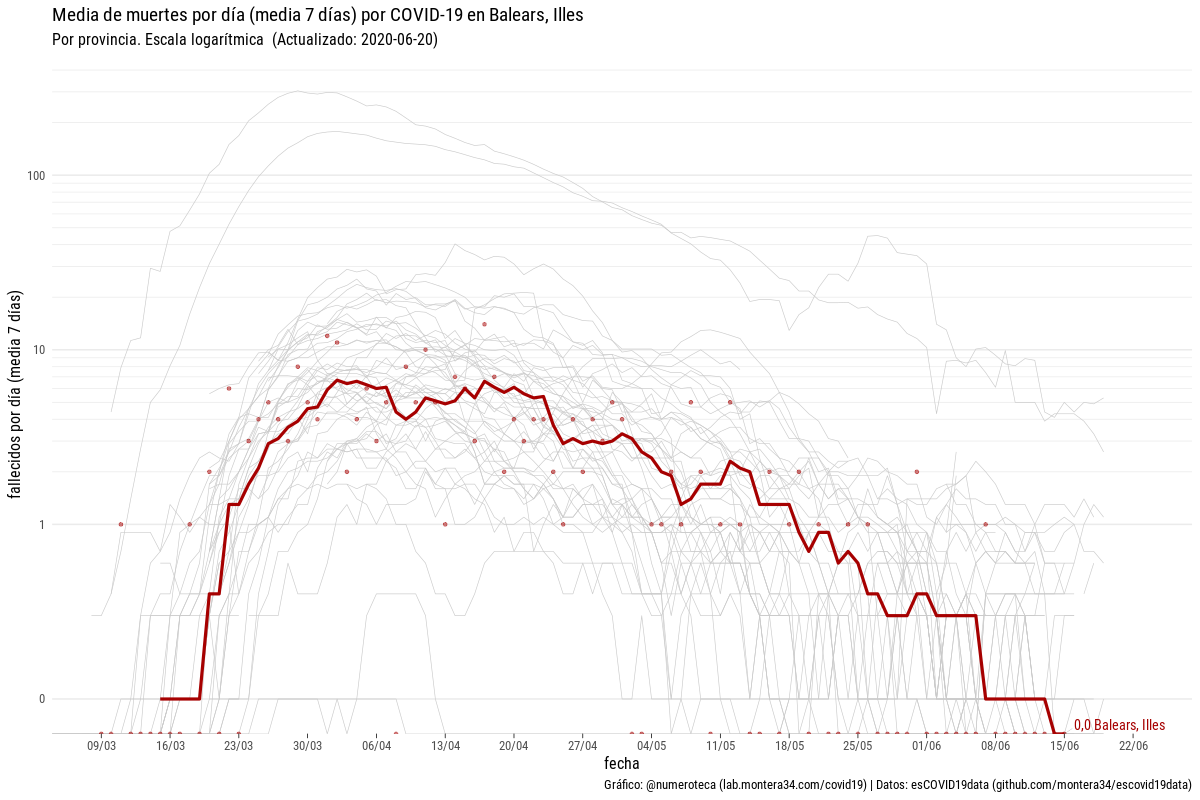 Media de muertes por día (media 7 días) por COVID-19 en Balears, Illes
Por provincia. Escala logarítmica (Actualizado: 2020-06-20)
fallecidos por día (media 7 días)
100
10
1
0
0,0 Balears, Illes
09/03 16/03 23/03 30/03 06/04 13/04 20/04 27/04 04/05 11/05 18/05 25/05 01/06 08/06 15/06 22/06
fecha
Gráfico: @numeroteca (lab.montera34.com/covid19) | Datos: esCOVID19data (github.com/montera34/escovid19data)